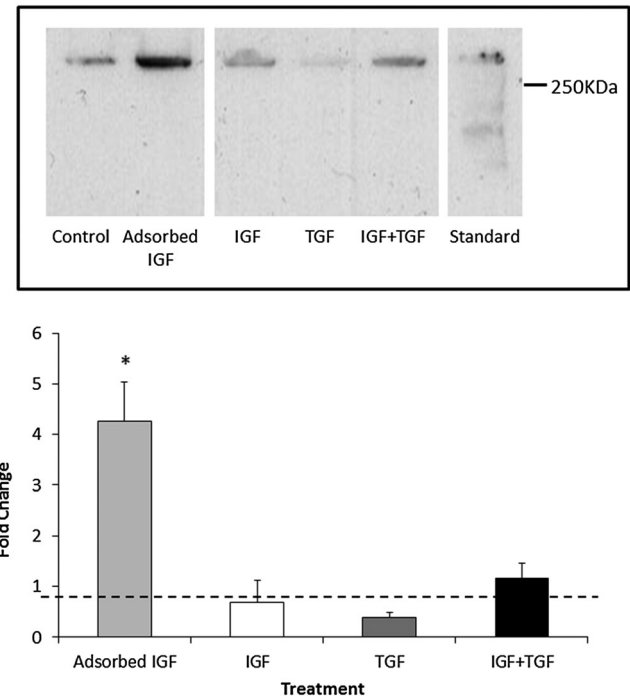 250KDa
Control Adsorbed IGF IGF TGF IGF+TGF Standard
6
*
5
4
3
2
1
0
Fold Change
Adsorbed IGF IGF TGF IGF+TGF
Treatment